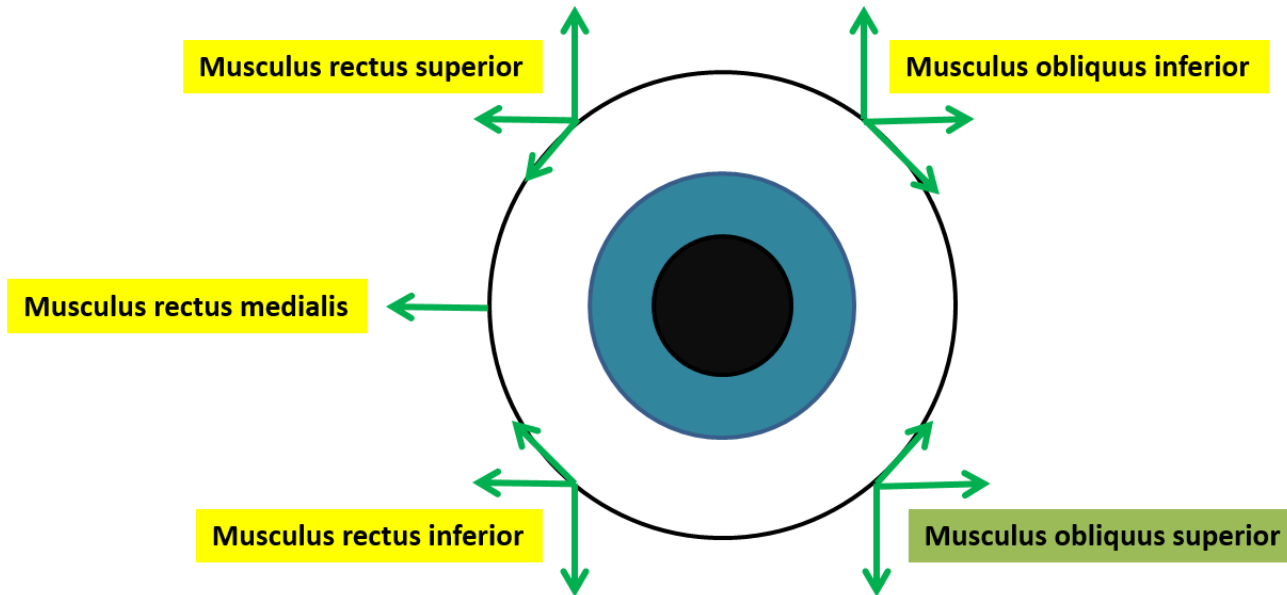 Musculus rectus superior
Musculus obliquus inferior
Musculus rectus medialis
Musculus rectus inferior
Musculus obliquus superior